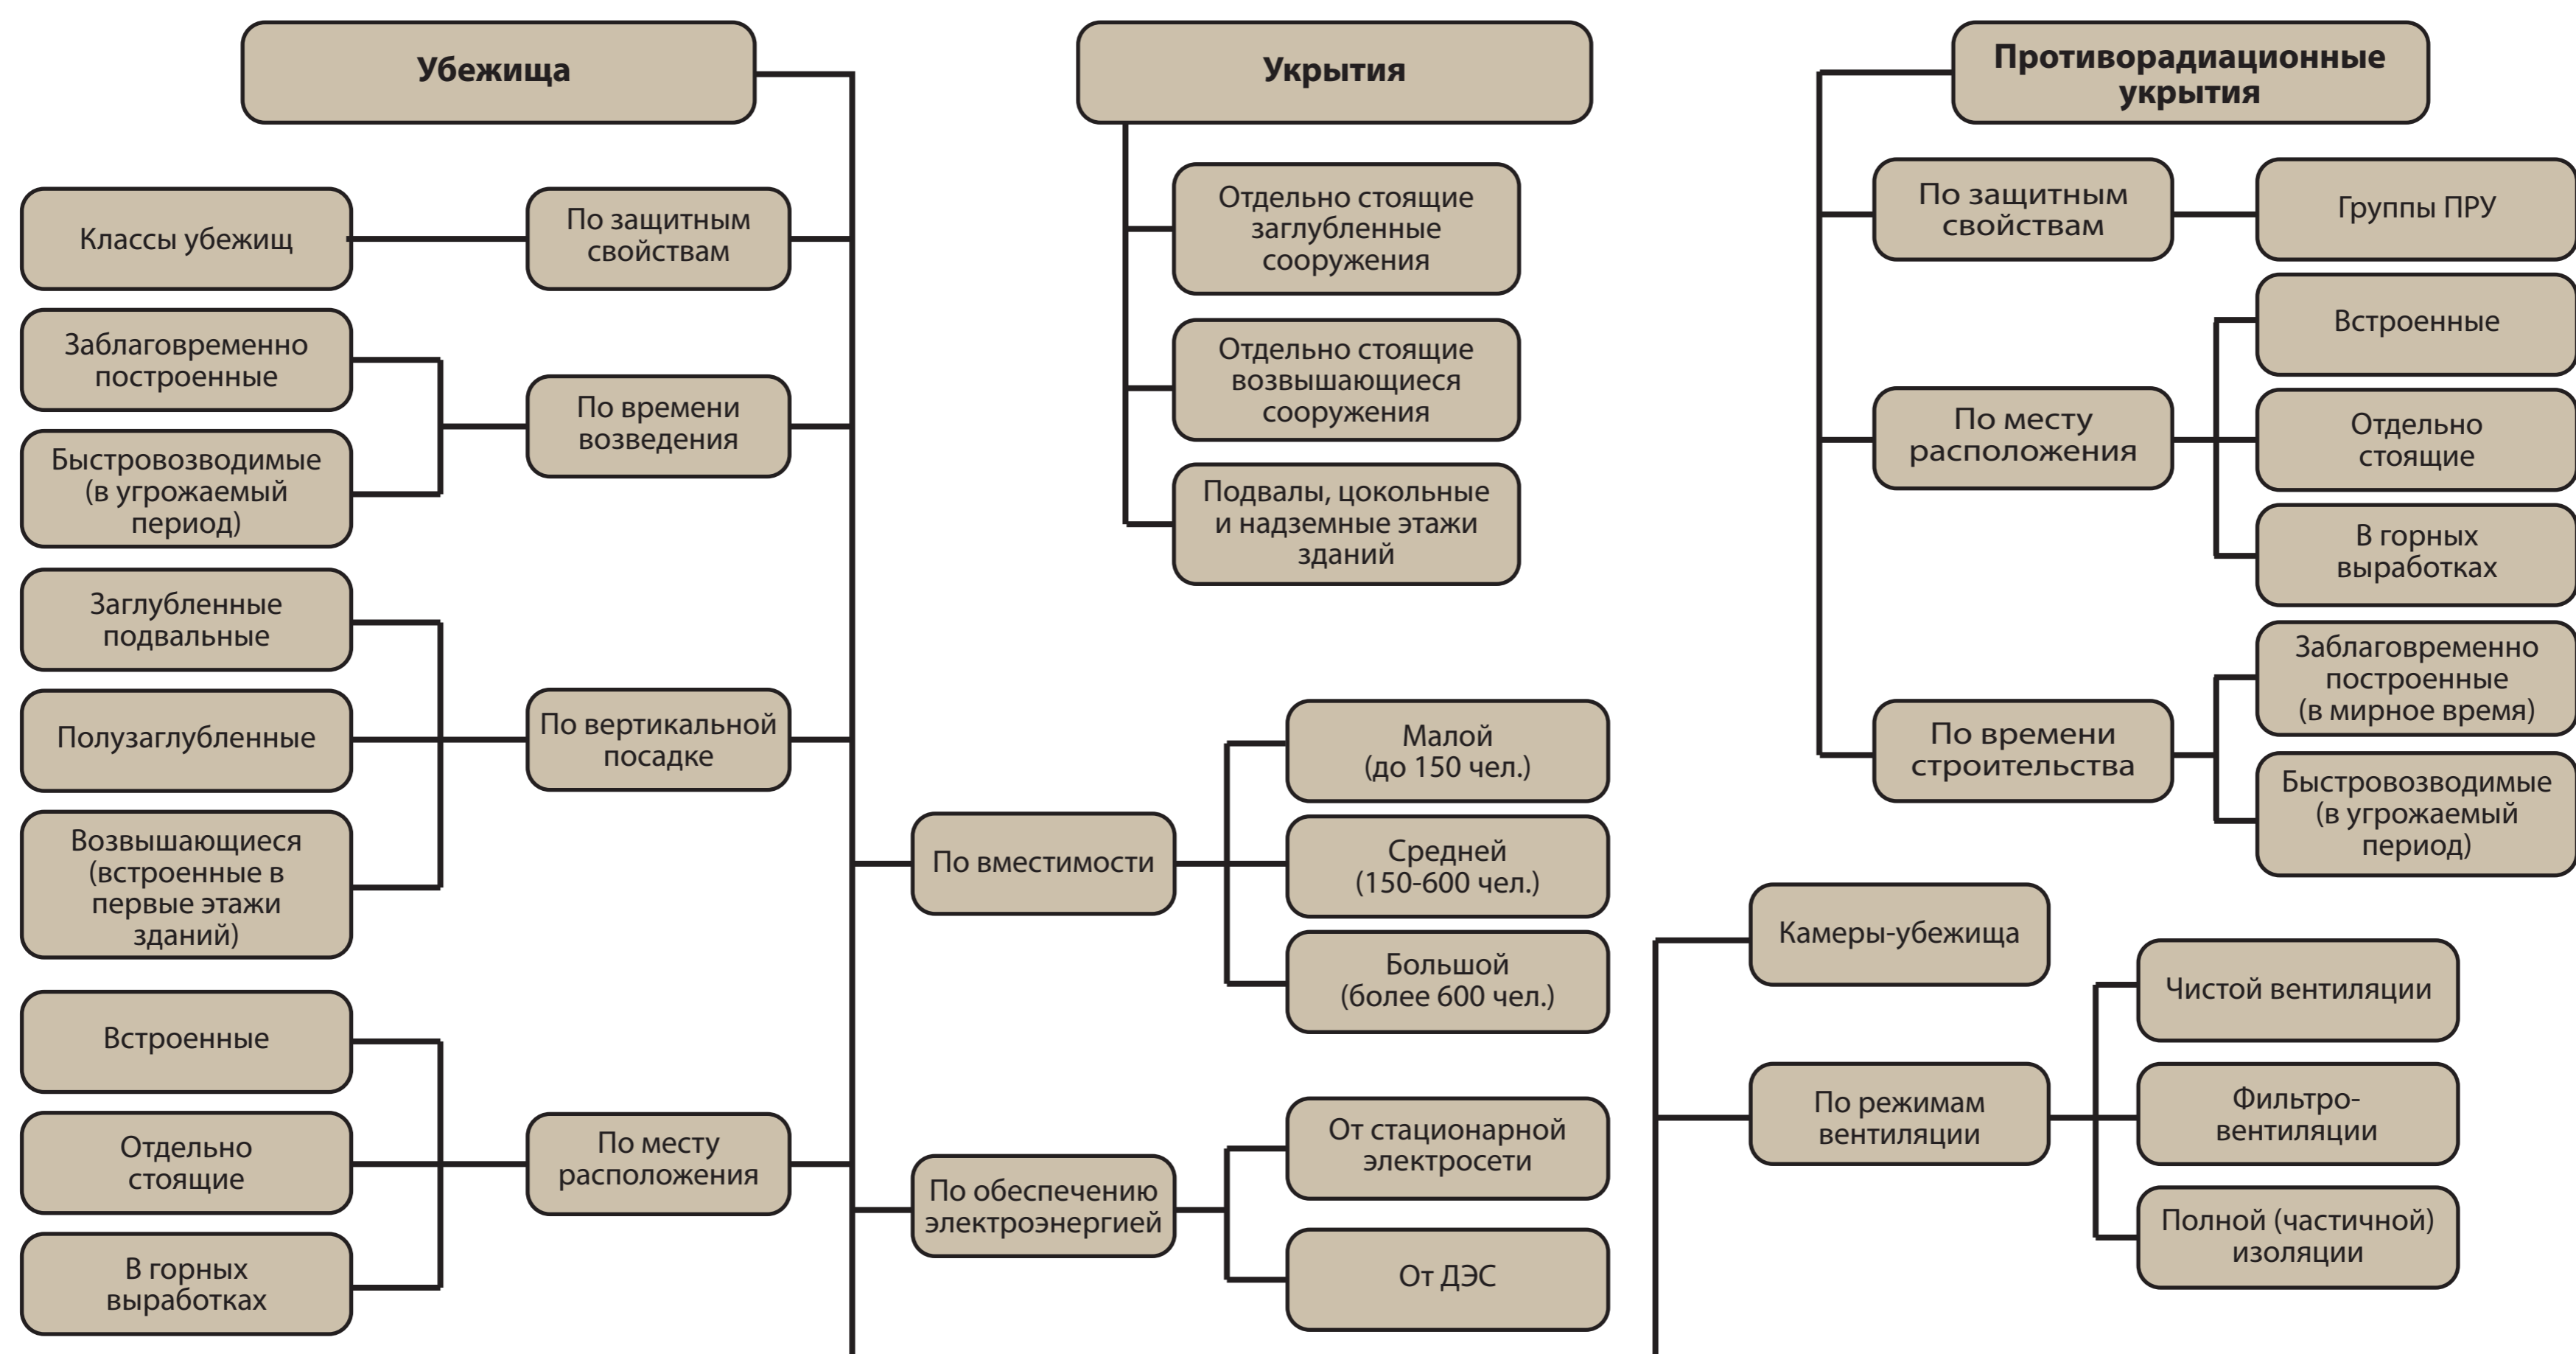 Убежища
Классы убежищ
По защитным
свойствам
Заблаговременно
построенные
Быстровозводимые
(в угрожаемый
период)
По времени
возведения
Заглубленные
подвальные
Полузаглубленные
Возвышающиеся
(встроенные в
первые этажи
зданий)
По вертикальной
посадке
Встроенные
Отдельно
стоящие
В горных
выработках
По месту
расположения
Укрытия
Отдельно стоящие
заглубленные
сооружения
Отдельно стоящие
возвышающиеся
сооружения
Подвалы, цокольные
и надземные этажи
зданий
По вместимости
Малой
(до 150 чел.)
Средней
(150-600 чел.)
Большой
(более 600 чел.)
По обеспечению
электроэнергией
От стационарной
электросети
От ДЭС
Противорадиационные
укрытия
По защитным
свойствам
Группы ПРУ
По месту
расположения
Встроенные
Отдельно
стоящие
В горных
выработках
По времени
строительства
Заблаговременно
построенные
(в мирное время)
Быстровозводимые
(в угрожаемый
период)
Камеры-убежища
По режимам
вентиляции
Чистой вентиляции
Фильтро-
вентиляции
Полной (частичной)
изоляции